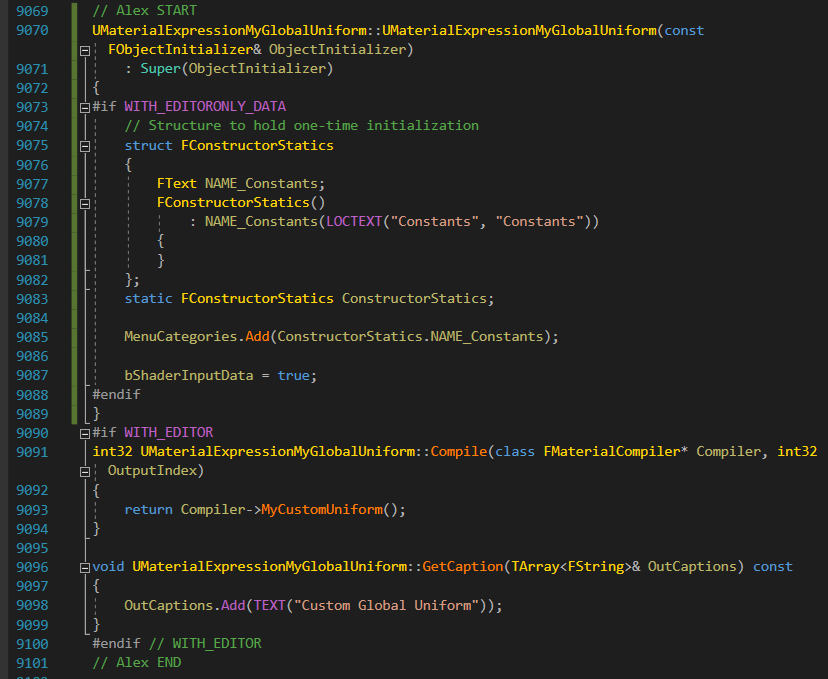 9069 // Alex START
9070 UMaterialExpressionMyGlobalUniform::UMaterialExpressionMyGlobalUniform(const
FObjectInitializer& ObjectInitializer)
9071 : Super(ObjectInitializer)
9072 {
9073 #if WITH_EDITORONLY_DATA
9074 // Structure to hold one-time initialization
9075 struct FConstructorStatics
9076 {
9077 FText NAME_Constants;
9078 FConstructorStatics()
9079 : NAME_Constants(LOCTEXT("Constants", "Constants"))
9080 {
9081 }
9082 };
9083 static FConstructorStatics ConstructorStatics;
9084
9085 MenuCategories.Add(ConstructorStatics.NAME_Constants);
9086
9087 bShaderInputData = true;
9088 #endif
9089 }
9090 #if WITH_EDITOR
9091 int32 UMaterialExpressionMyGlobalUniform::Compile(class FMaterialCompiler* Compiler, int32
OutputIndex)
9092 {
9093 return Compiler->MyCustomUniform();
9094 }
9095
9096 void UMaterialExpressionMyGlobalUniform::GetCaption(TArray<FString>& OutCaptions) const
9097 {
9098 OutCaptions.Add(TEXT("Custom Global Uniform"));
9099 }
9100 #endif // WITH_EDITOR
9101 // Alex END